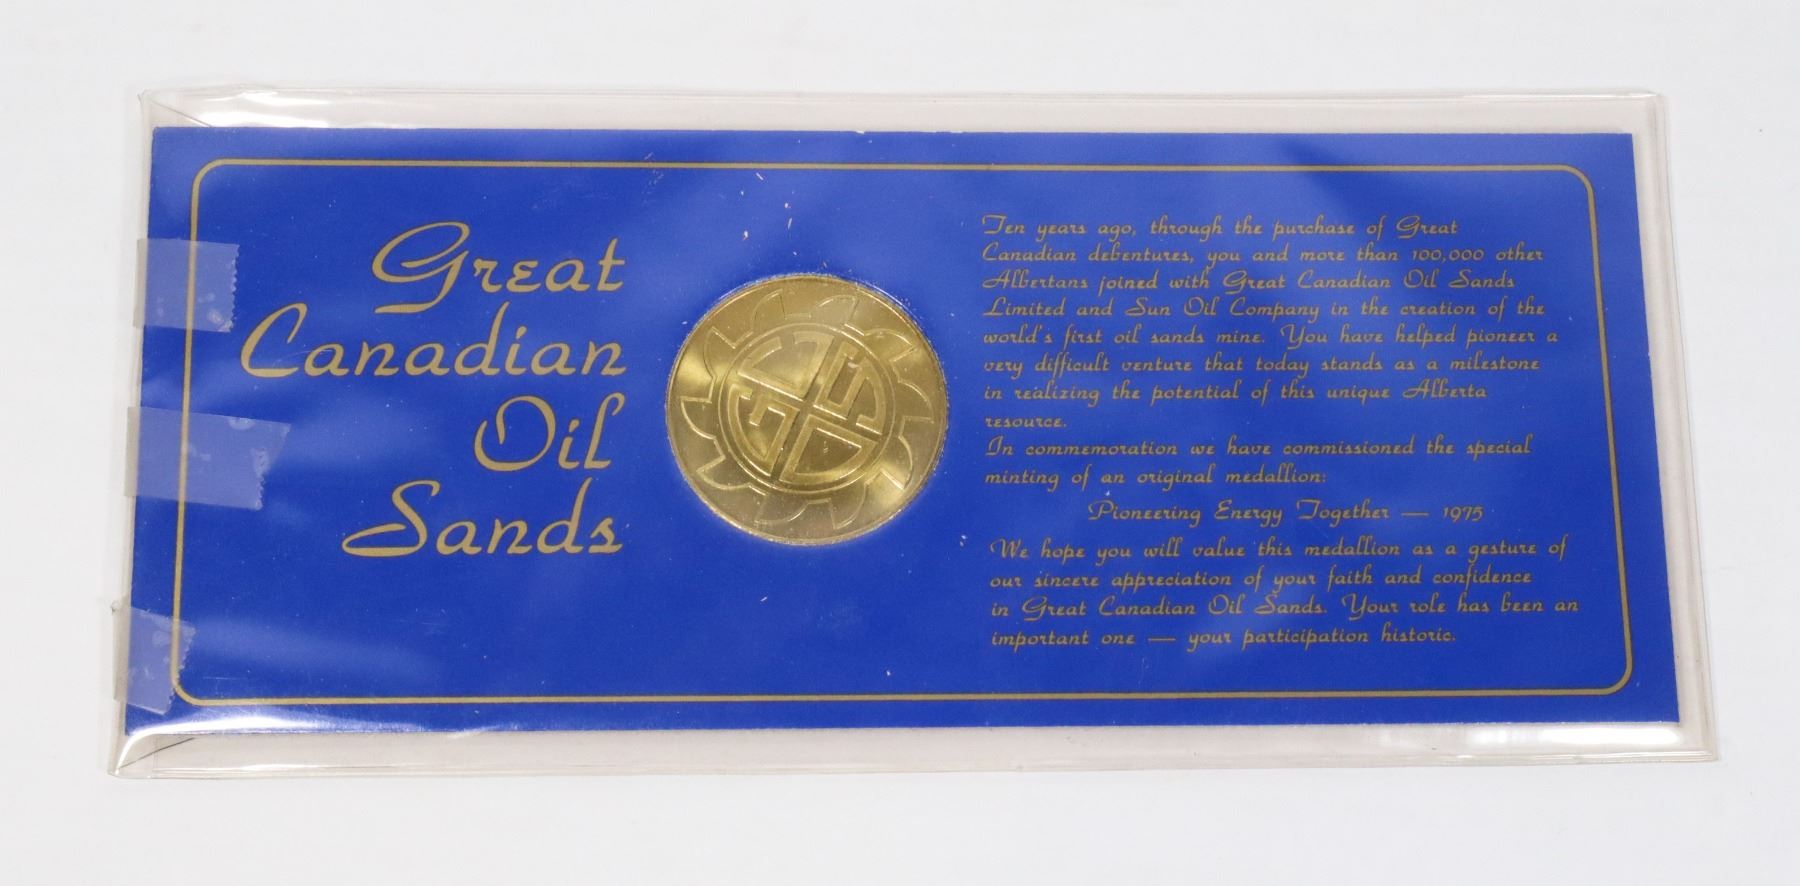 Great
Canadian
Oil
Sands
Ten years ago, through the purchase of Great
Canadian debentures, you and more than 100,000 other
Albertans joined with Great Canadian Oil Sands
Limited and Sun Oil Company in the creation of the
world's first oil sands mine. You have helped pioneer a
very difficult venture that today stands as a milestone
in realizing the potential of this unique Alberta
resource.
In commemoration we have commissioned the special
minting of an original medallion:
Pioneering Energy Together — 1975
We hope you will value this medallion as a gesture of
our sincere appreciation of your faith and confidence
in Great Canadian Oil Sands. Your role has been an
important one — your participation historic.